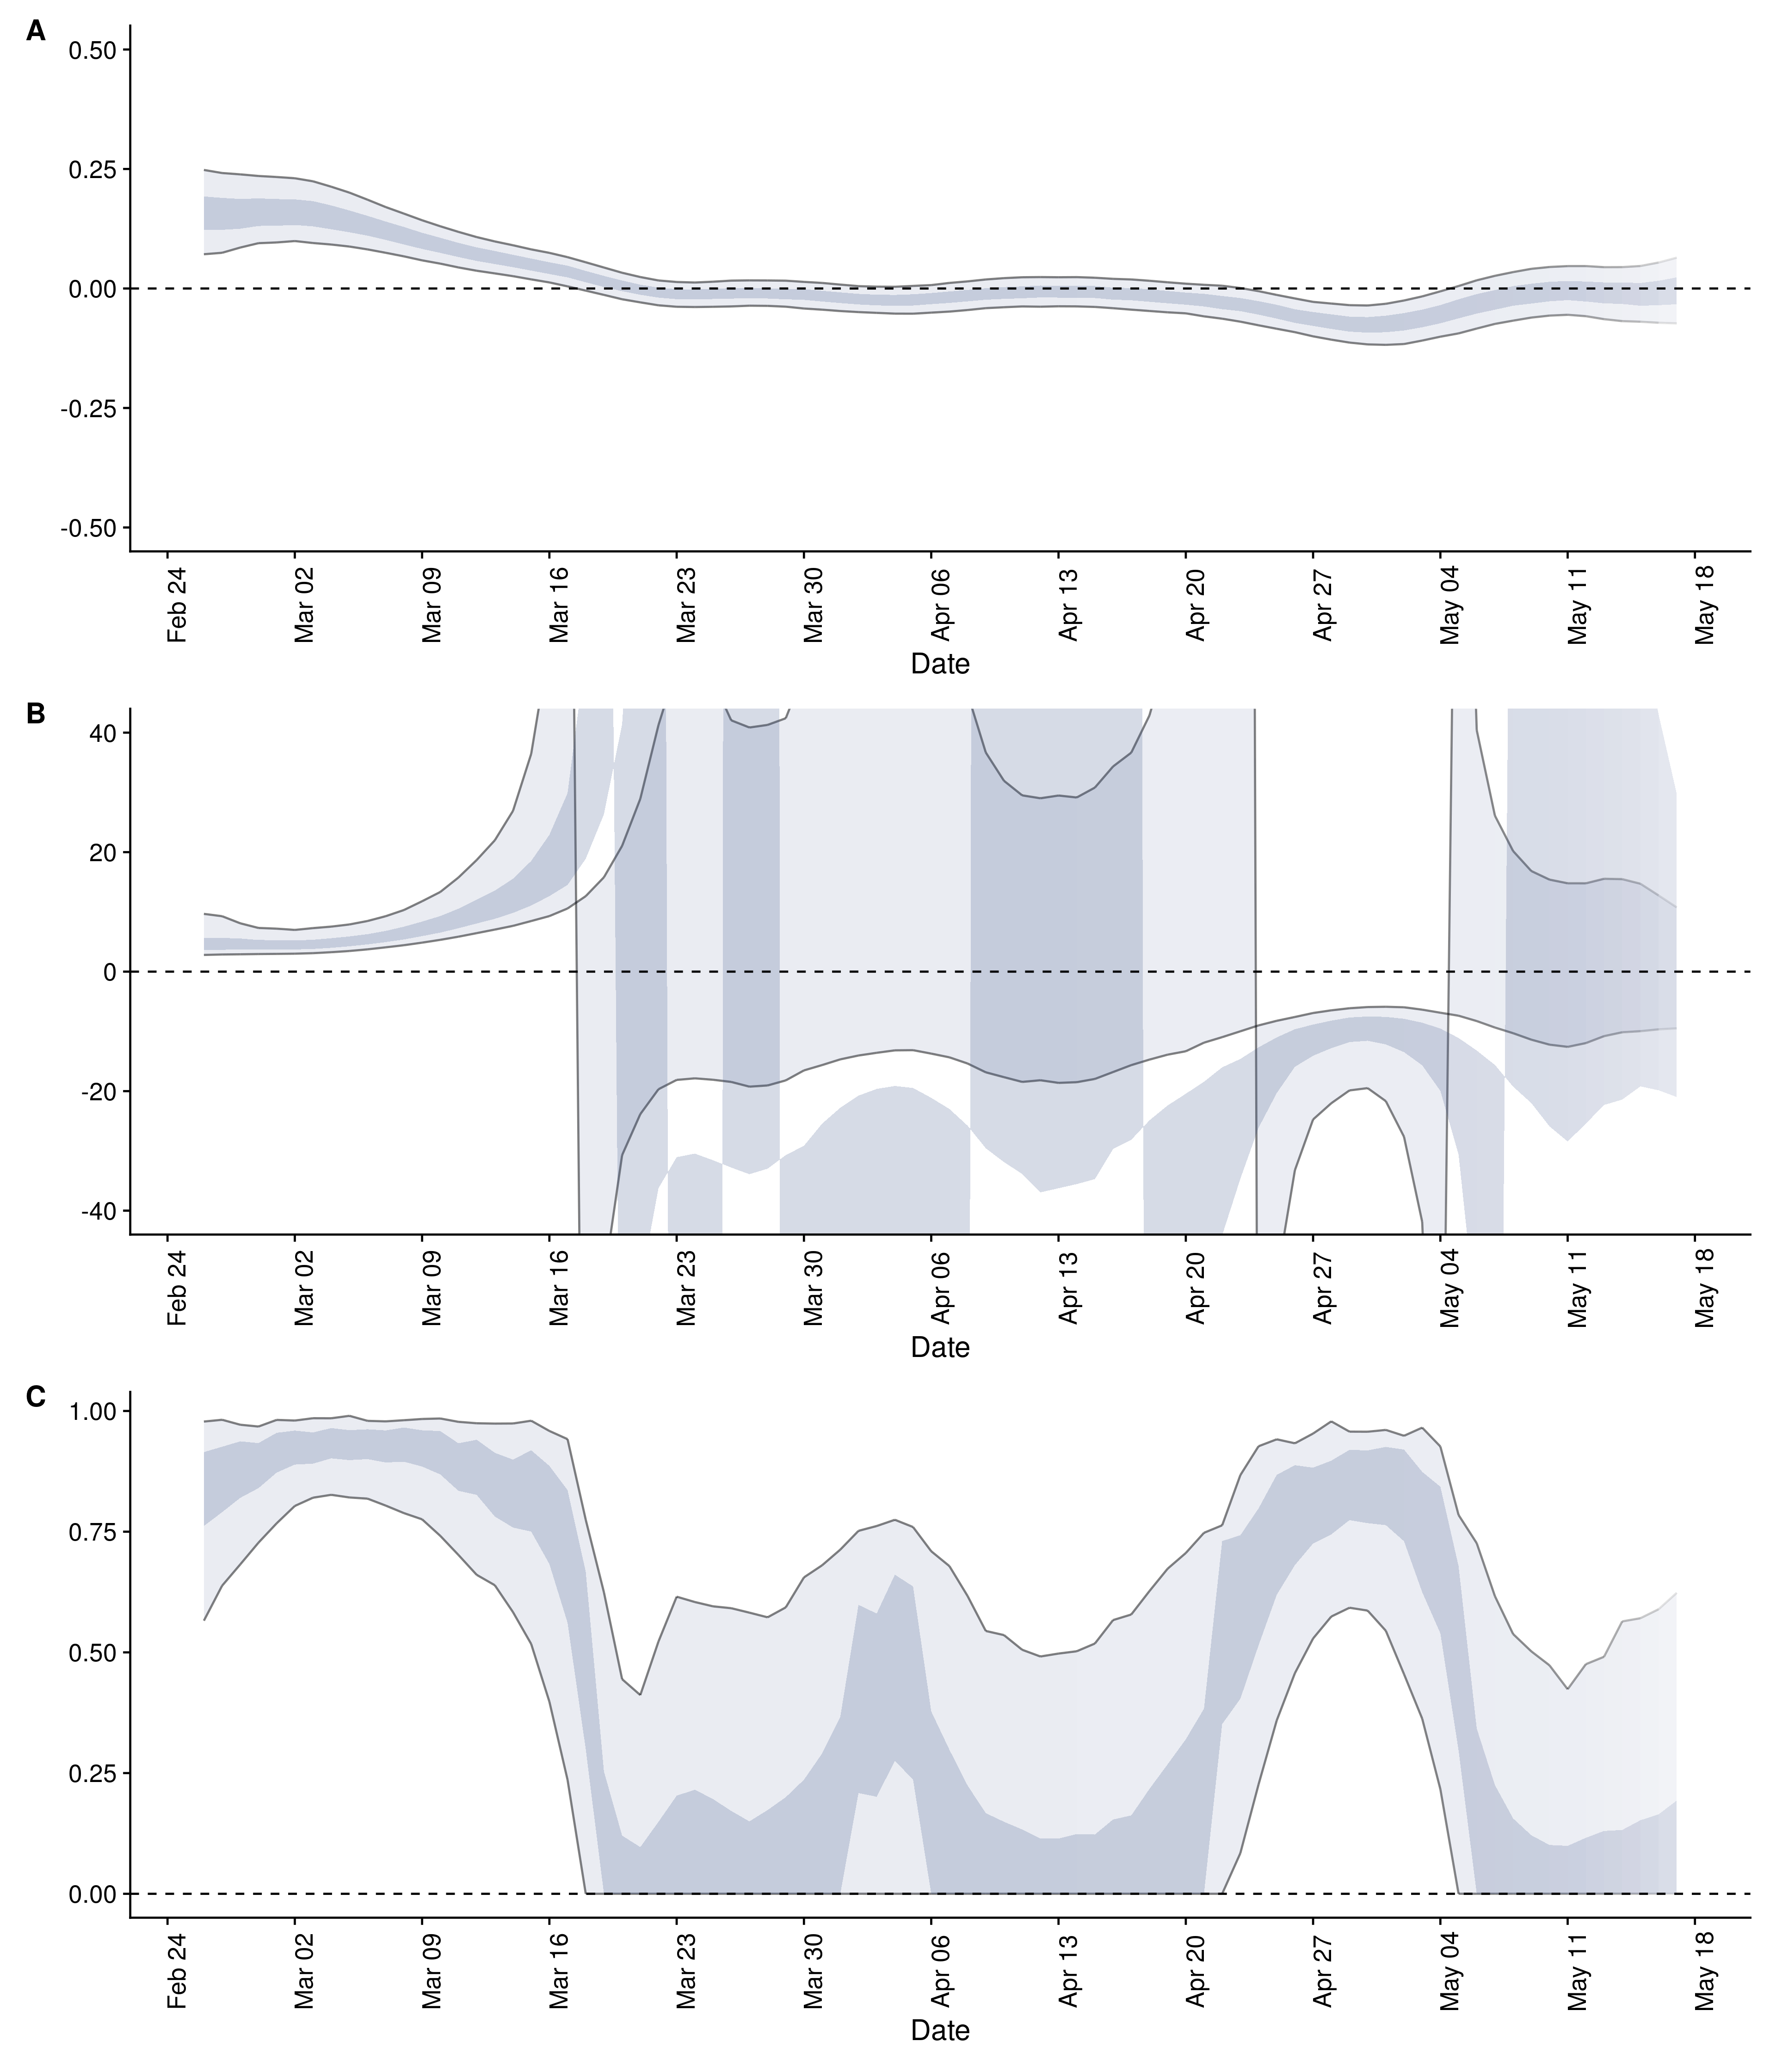 A
0.50
0.25
0.00
-0.25
-0.50
Feb 24
Mar 02
Mar 09
Mar 16
Mar 23
Mar 30
Apr 06
Apr 13
Apr 20
Apr 27
May 04
May 11
May 18
Date
B
40
20
0
-20
-40
Feb 24
Mar 02
Mar 09
Mar 16
Mar 23
Mar 30
Apr 06
Apr 13
Apr 20
Apr 27
May 04
May 11
May 18
Date
C
1.00
0.75
0.50
0.25
0.00
Feb 24
Mar 02
Mar 09
Mar 16
Mar 23
Mar 30
Apr 06
Apr 13
Apr 20
Apr 27
May 04
May 11
May 18
Date